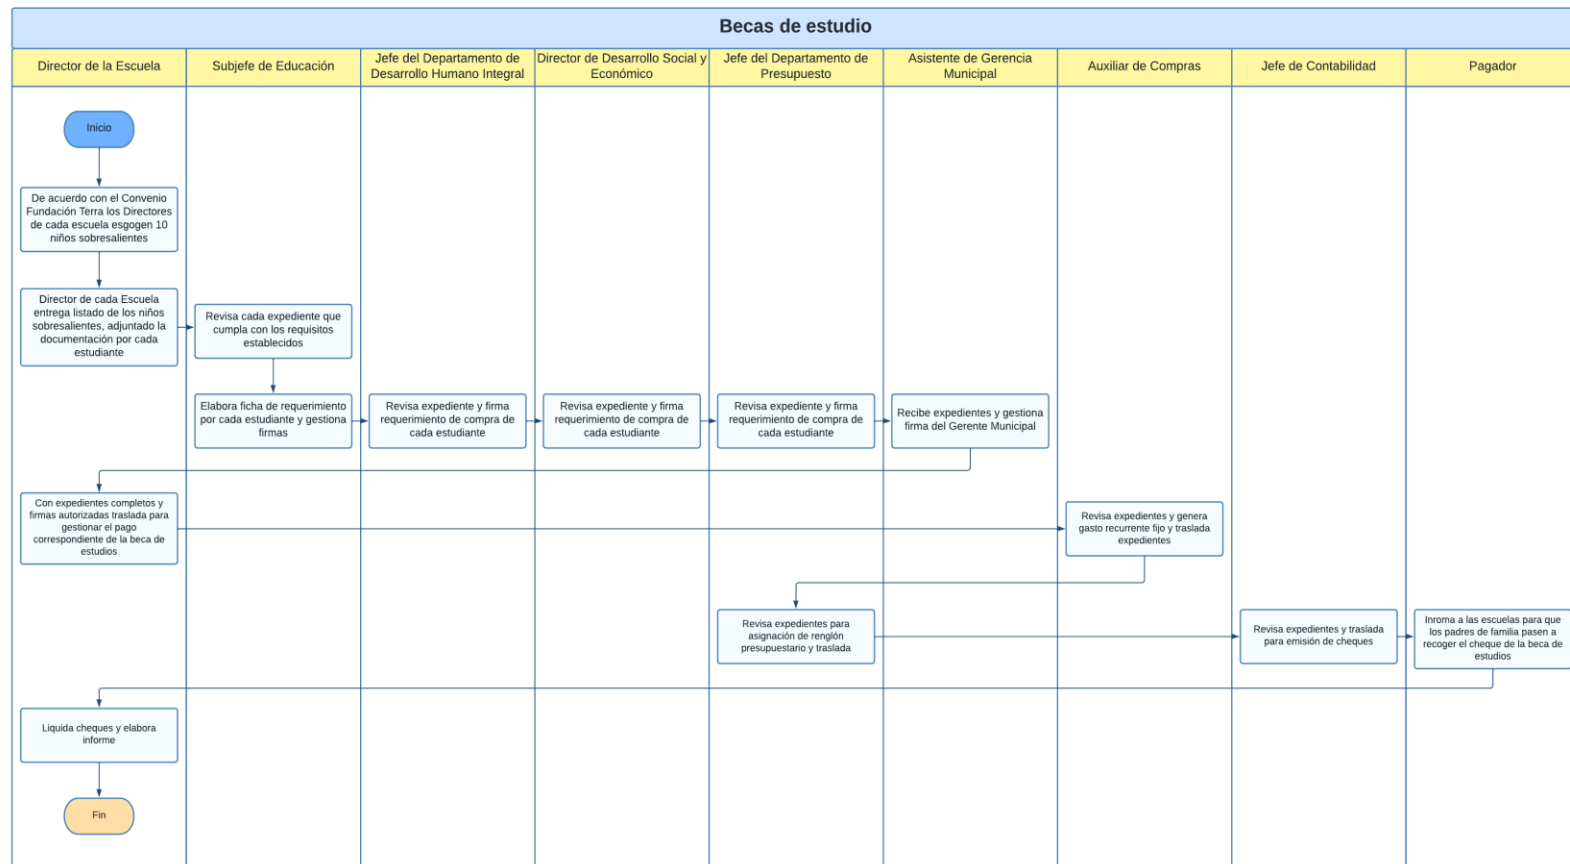 Becas de estudio
Director de la Escuela
Subjefe de Educación
Jefe del Departamento de
Desarrollo Humano Integral
Director de Desarrollo Social y
Económico
Jefe del Departamento de
Presupuesto
Asistente de Gerencia
Municipal
Auxiliar de Compras
Jefe de Contabilidad
Pagador
Inicio
De acuerdo con el Convenio
Fundación Terra los Directores
de cada escuela esgogen 10
niños sobresalientes
Director de cada Escuela
entrega listado de los niños
sobresalientes, adjuntado la
documentación por cada
estudiante
Revisa cada expediente que
cumpla con los requisitos
establecidos
Elabora ficha de requerimiento
por cada estudiante y gestiona
firmas
Revisa expediente y firma
requerimiento de compra de
cada estudiante
Revisa expediente y firma
requerimiento de compra de
cada estudiante
Revisa expediente y firma
requerimiento de compra de
cada estudiante
Recibe expedientes y gestiona
firma del Gerente Municipal
Con expedientes completos y
firmas autorizadas traslada para
gestionar el pago
correspondiente de la beca de
estudios
Revisa expedientes y genera
gasto recurrente fijo y traslada
expedientes
Revisa expedientes para
asignación de renglón
presupuestario y traslada
Revisa expedientes y traslada
para emisión de cheques
Inroma a las escuelas para que
los padres de familia pasen a
recoger el cheque de la beca de
estudios
Liquida cheques y elabora
informe
Fin